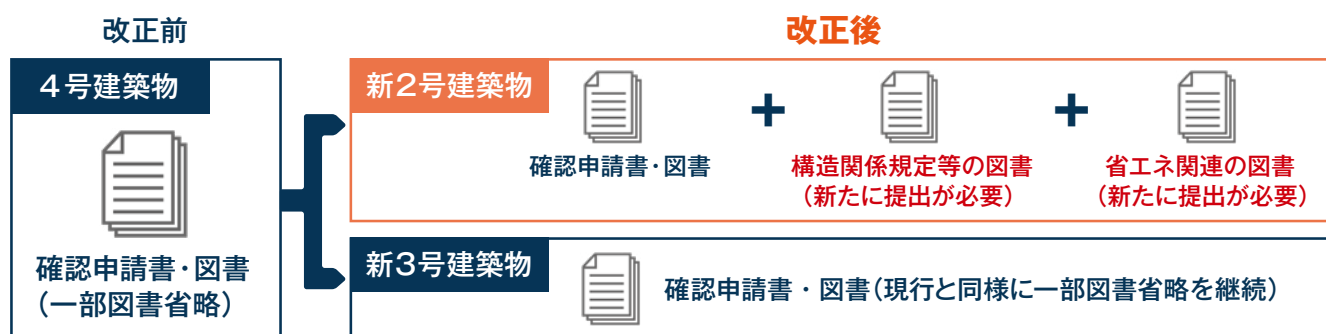 改正前
４号建築物
確認申請書・図書
（一部図書省略）
改正後
新２号建築物
確認申請書・図書
+
構造関係規定等の図書
（新たに提出が必要）
+
省エネ関連の図書
（新たに提出が必要）
新３号建築物
確認申請書・図書（現行と同様に一部図書省略を継続）